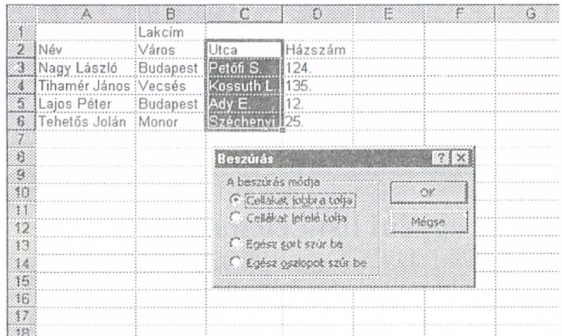 A B C D E F G
1 Lakcím
2 Név Város Utca Házszám
3 Nagy László Budapest Petőfi S. 124.
4 Tihamér János Vecsés Kossuth L. 135.
5 Lajos Péter Budapest Ady E. 12.
6 Tehetős Jolán Monor Széchenyi 25.
7
8
Beszúrás ? ×
9
A beszúrás módja
10
Cellákat jobbra tolja OK
11
Cellákat lefelé tolja Mégse
12
13
Egész sort szúr be
14
Egész oszlopot szúr be
15
16
17
18